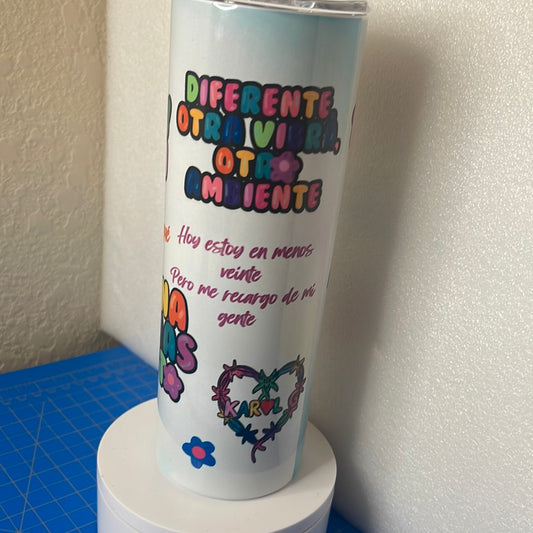 DIFERENTE
OTRA VIBRA,
OTRO
AMBIENTE
Hoy estoy en menos
veinte
Pero me recargo de mi
gente
KAROL